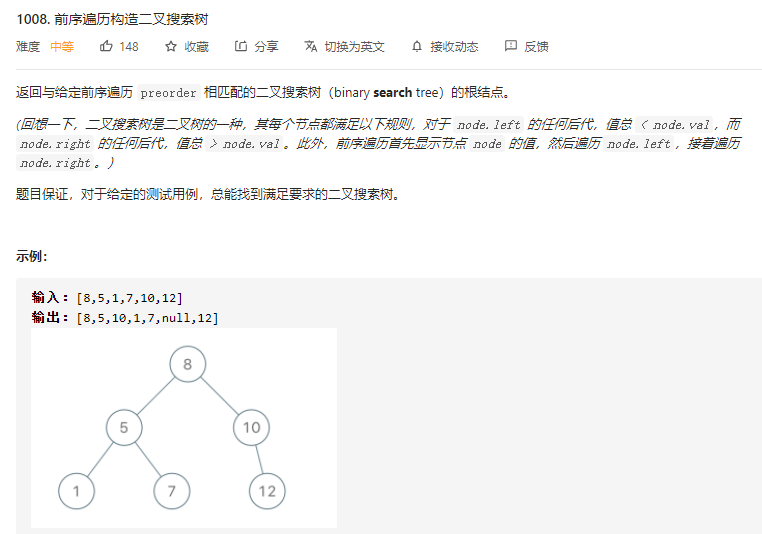 1008. 前序遍历构造二叉搜索树
难度 中等 148 收藏 分享 切换为英文 接收动态 反馈
返回与给定前序遍历 preorder 相匹配的二叉搜索树（binary search tree）的根结点。
(回想一下，二叉搜索树是二叉树的一种，其每个节点都满足以下规则，对于 node.left 的任何后代，值总 < node.val，而
node.right 的任何后代，值总 > node.val。此外，前序遍历首先显示节点 node 的值，然后遍历 node.left，接着遍历
node.right。)
题目保证，对于给定的测试用例，总能找到满足要求的二叉搜索树。
示例：
输入：[8,5,1,7,10,12]
输出：[8,5,10,1,7,null,12]
8
5 10
1 7 12